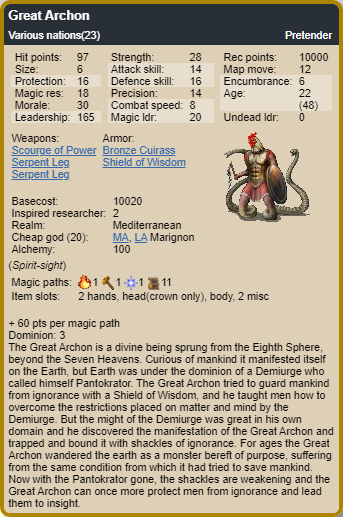 Great Archon
Various nations(23) Pretender
Hit points: 97 Strength: 28 Rec points: 10000
Size: 6 Attack skill: 14 Map move: 12
Protection: 16 Defence skill: 16 Encumbrance: 6
Magic res: 18 Precision: 14 Age: 22
Morale: 30 Combat speed: 8 (48)
Leadership: 165 Magic ldr: 20 Undead ldr: 0
Weapons: Armor:
Scourge of Power Bronze Cuirass
Serpent Leg Shield of Wisdom
Serpent Leg
Basecost: 10020
Inspired researcher: 2
Realm: Mediterranean
Cheap god (20): MA, LA Marignon
Alchemy: 100
(Spirit-sight)
Magic paths: 1 1 1 11
Item slots: 2 hands, head(crown only), body, 2 misc
+ 60 pts per magic path
Dominion: 3
The Great Archon is a divine being sprung from the Eighth Sphere,
beyond the Seven Heavens. Curious of mankind it manifested itself
on the Earth, but Earth was under the dominion of a Demiurge who
called himself Pantokrator. The Great Archon tried to guard mankind
from ignorance with a Shield of Wisdom, and he taught men how to
overcome the restrictions placed on matter and mind by the
Demiurge. But the might of the Demiurge was great in his own
domain and he discovered the manifestation of the Great Archon and
trapped and bound it with shackles of ignorance. For ages the Great
Archon wandered the earth as a monster bereft of purpose, suffering
from the same condition from which it had tried to save mankind.
Now with the Pantokrator gone, the shackles are weakening and the
Great Archon can once more protect men from ignorance and lead
them to insight.